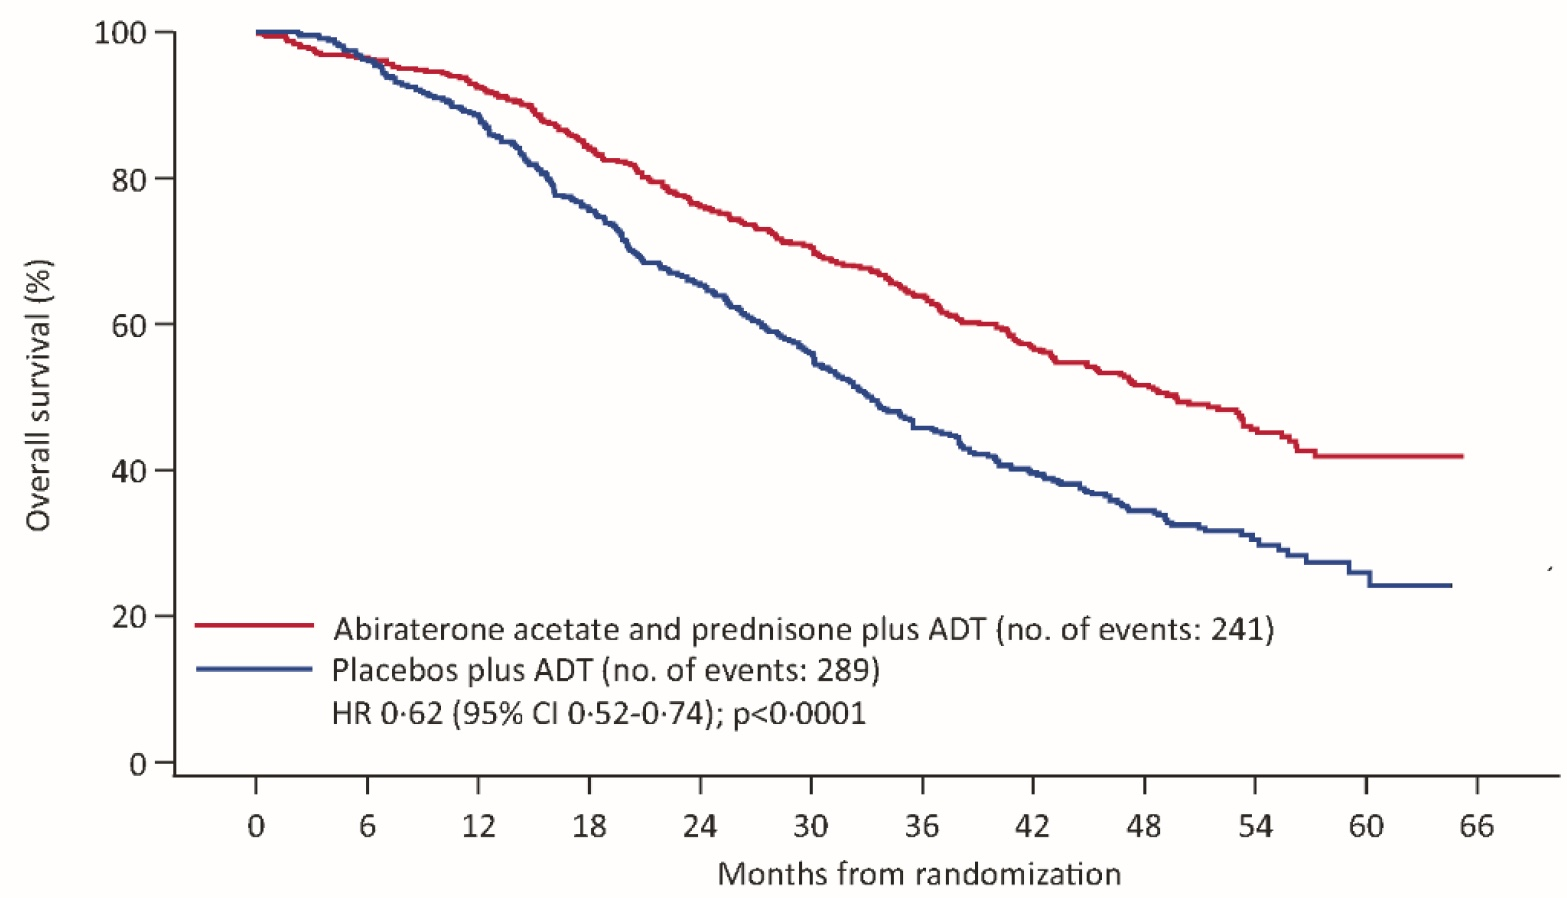 100
80
60
40
20
0
Overall survival (%)
Abiraterone acetate and prednisone plus ADT (no. of events: 241)
Placebos plus ADT (no. of events: 289)
HR 0·62 (95% CI 0·52-0·74); p<0·0001
0 6 12 18 24 30 36 42 48 54 60 66
Months from randomization